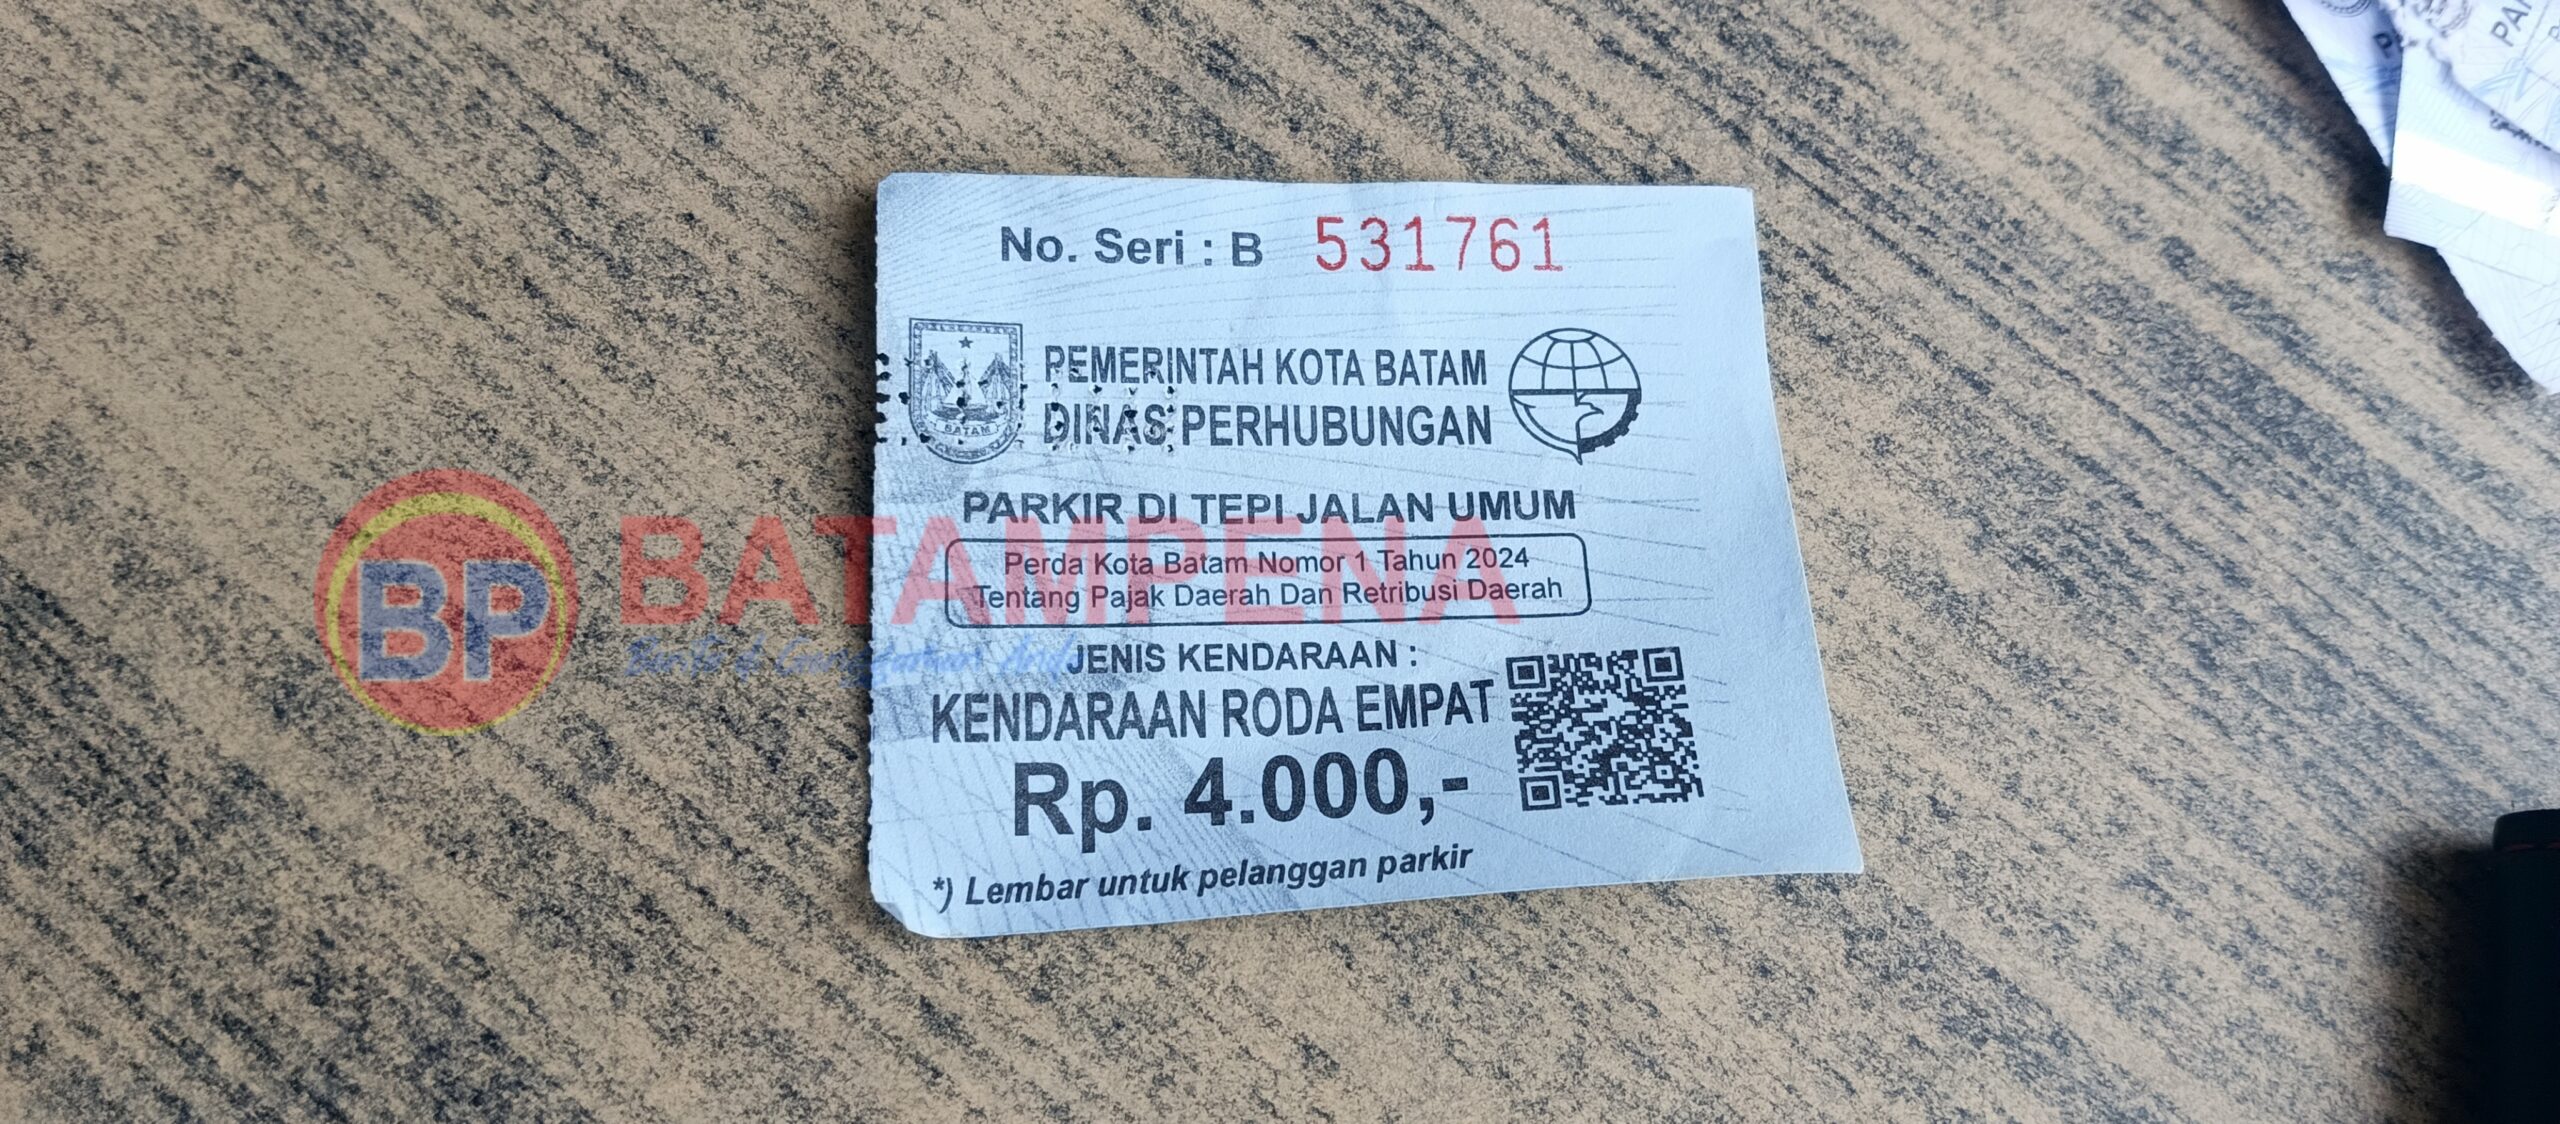 No. Seri : B 531761
PEMERINTAH KOTA BATAM
DINAS PERHUBUNGAN
BATAM
PARKIR DI TEPI JALAN UMUM
Perda Kota Batam Nomor 1 Tahun 2024
Tentang Pajak Daerah Dan Retribusi Daerah
JENIS KENDARAAN :
KENDARAAN RODA EMPAT
Rp. 4.000,-
*) Lembar untuk pelanggan parkir
BP BATAMPENA